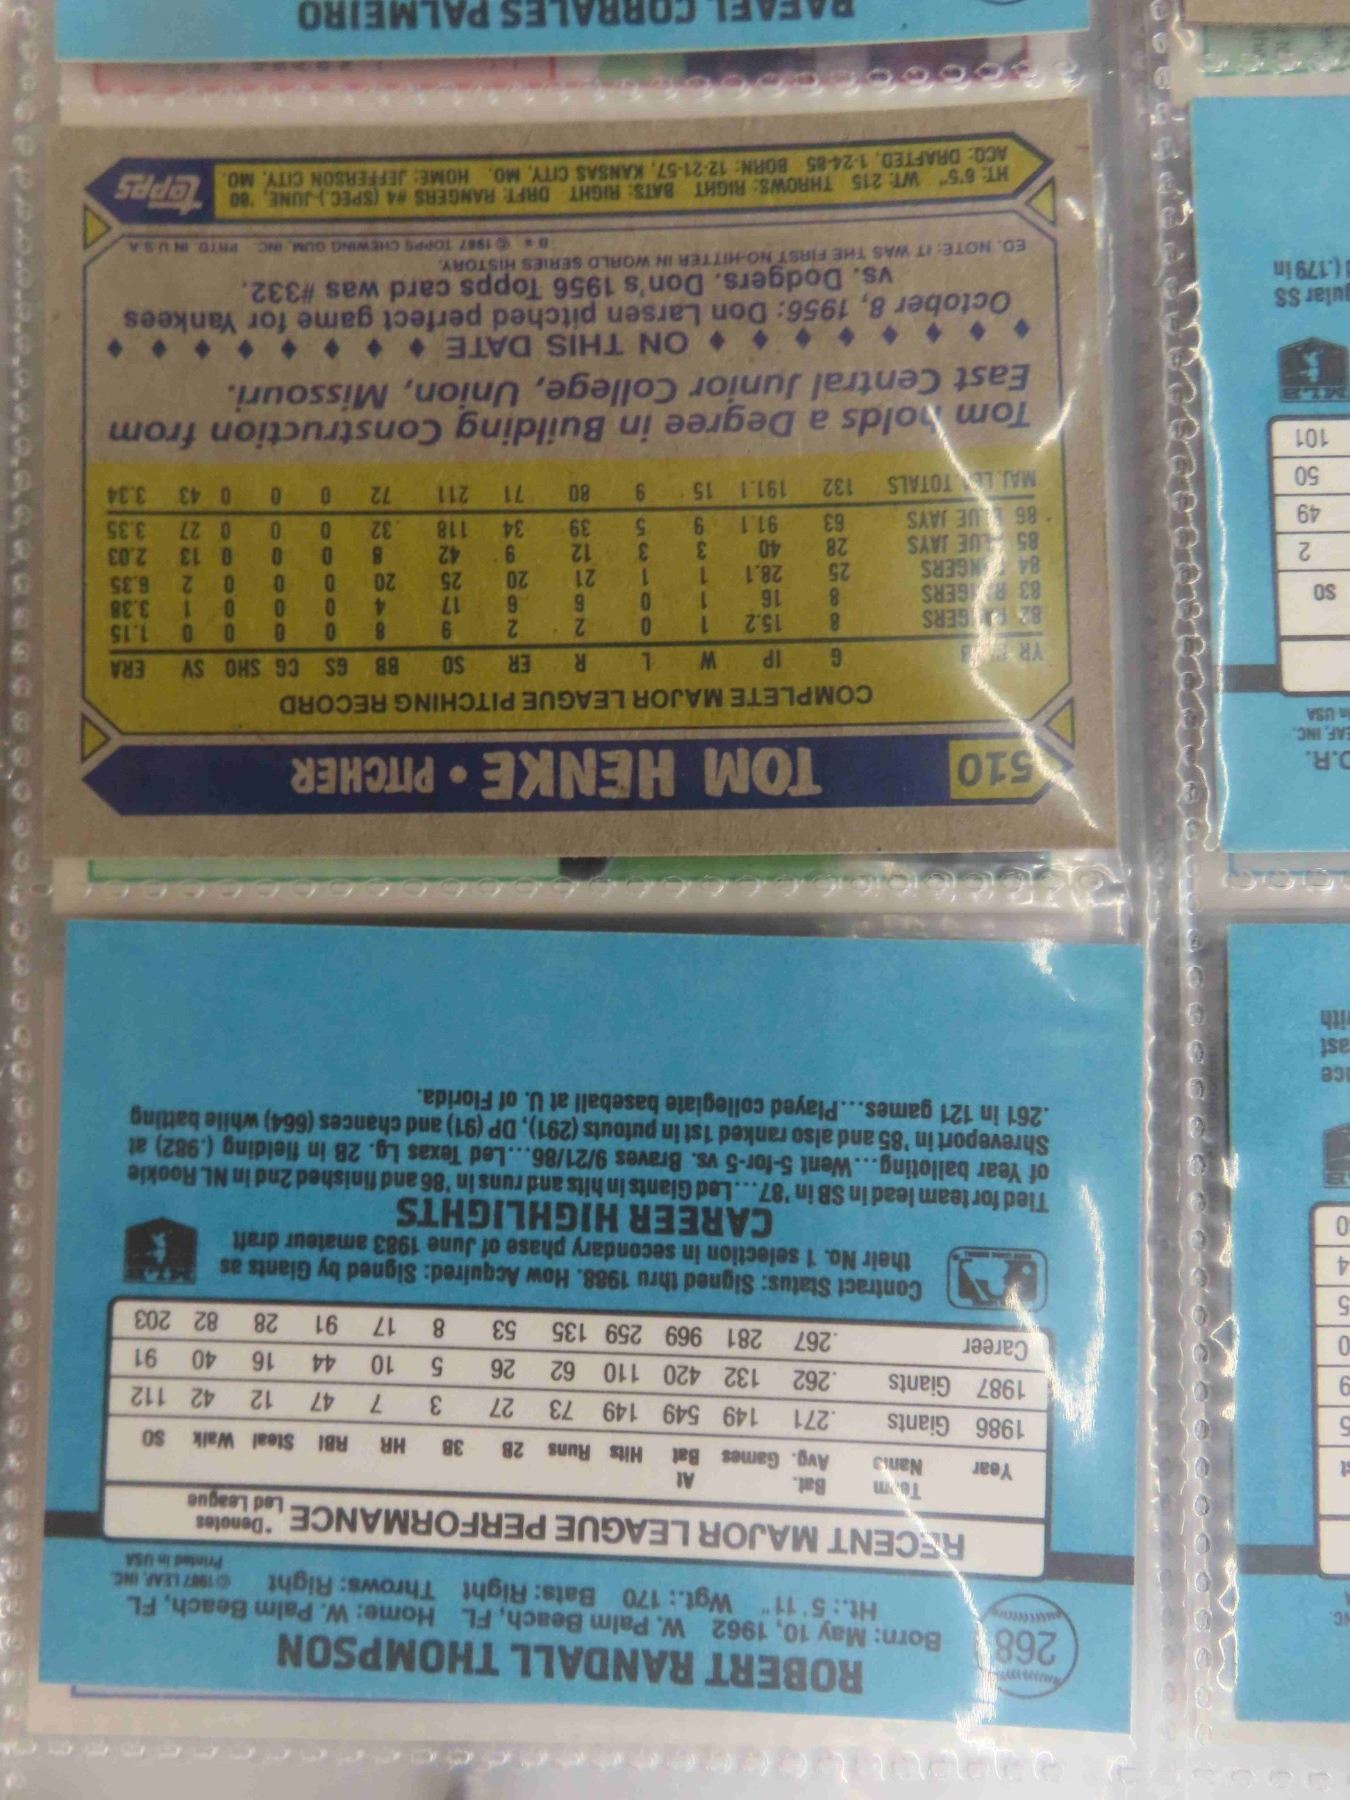 ROBERT RANDALL THOMPSON
268
Born: May 10, 1962 W. Palm Beach, FL Home: W. Palm Beach, FL
Ht.: 5'11" Wgt.: 170 Bats: Right Throws: Right
© 1987 LEAF, INC.
Printed in USA
RECENT MAJOR LEAGUE PERFORMANCE *Denotes Led League
Year Team Name Bat. Avg. Games At Bat Hits Runs 2B 3B HR RBI Steal Walk SO
1986 Giants .271 149 549 149 73 27 3 7 47 12 42 112
1987 Giants .262 132 420 110 62 26 5 10 44 16 40 91
Career .267 281 969 259 135 53 8 17 91 28 82 203
Contract Status: Signed thru 1988. How Acquired: Signed by Giants as
their No. 1 selection in secondary phase of June 1983 amateur draft
CAREER HIGHLIGHTS
Tied for team lead in SB in '87....Led Giants in hits and runs in '86 and finished 2nd in NL Rookie
of Year balloting....Went 5-for-5 vs. Braves 9/21/86...Led Texas Lg. 2B in fielding (.982) at
Shreveport in '85 and also ranked 1st in putouts (291), DP (91) and chances (664) while batting
.261 in 121 games...Played collegiate baseball at U. of Florida.
510 TOM HENKE • PITCHER
COMPLETE MAJOR LEAGUE PITCHING RECORD
YR CLUB G IP W L R ER SO BB GS CG SHO SV ERA
82 RANGERS 8 15.2 1 0 2 2 9 8 0 0 0 0 1.15
83 RANGERS 8 16 1 0 6 6 17 4 0 0 0 1 3.38
84 RANGERS 25 28.1 1 1 21 20 25 20 0 0 0 2 6.35
85 BLUE JAYS 28 40 3 3 12 9 42 8 0 0 0 13 2.03
86 BLUE JAYS 63 91.1 9 5 39 34 118 32 0 0 0 27 3.35
MAJ. LEA. TOTALS 132 191.1 15 9 80 71 211 72 0 0 0 43 3.34
Tom holds a Degree in Building Construction from
East Central Junior College, Union, Missouri.
ON THIS DATE
October 8, 1956: Don Larsen pitched perfect game for Yankees
vs. Dodgers. Don's 1956 Topps card was #332.
ED. NOTE: IT WAS THE FIRST NO-HITTER IN WORLD SERIES HISTORY.
© 1987 TOPPS CHEWING GUM, INC. PRTD. IN U.S.A.
HT: 6'5" WT: 215 THROWS: RIGHT BATS: RIGHT DRFT: RANGERS #4 (SPEC.)-JUNE, '80
ACQ: DRAFTED, 1-24-85 BORN: 12-21-57, KANSAS CITY, MO. HOME: JEFFERSON CITY, MO.
TOPPS
RAFAEL CORRALES PALMEIRO
D.R.
EAF, INC.
in USA
SO
2
49
50
101
MLB
gular SS
(.179 in